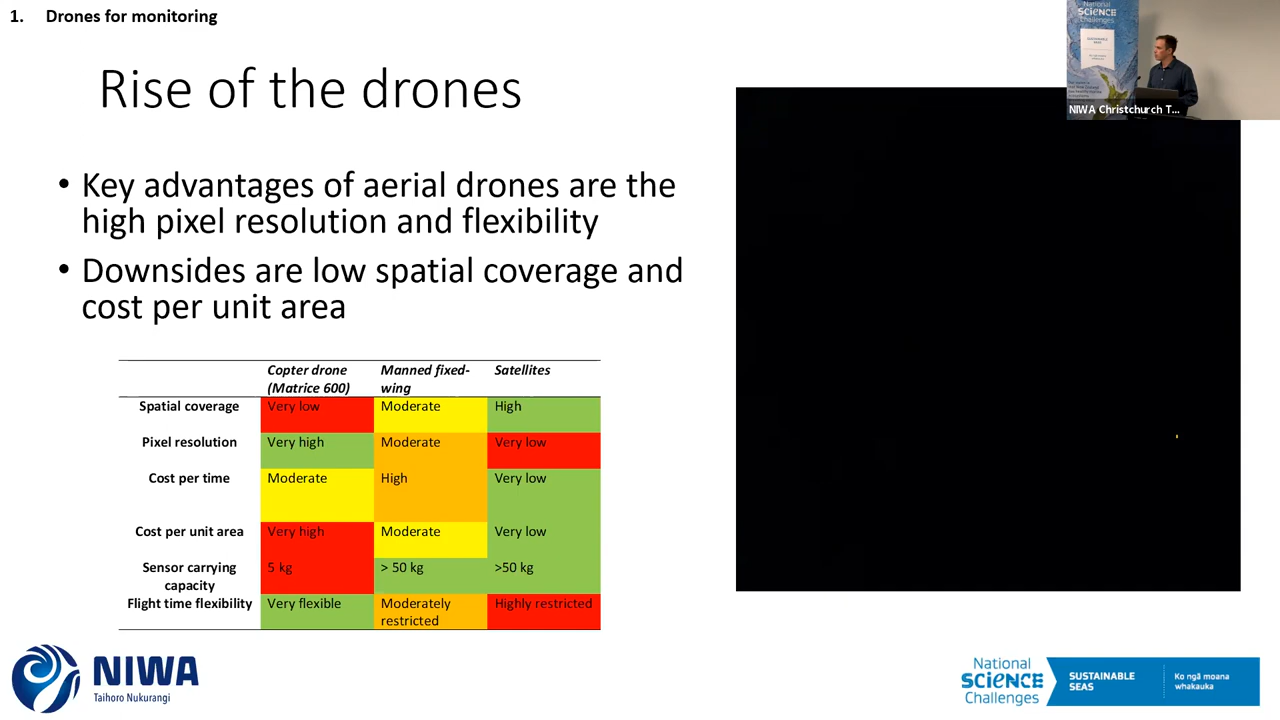 1. Drones for monitoring
Rise of the drones
• Key advantages of aerial drones are the
high pixel resolution and flexibility
• Downsides are low spatial coverage and
cost per unit area
Copter drone
(Matrice 600)
Manned fixed-
wing
Satellites
Spatial coverage Very low Moderate High
Pixel resolution Very high Moderate Very low
Cost per time Moderate High Very low
Cost per unit area Very high Moderate Very low
Sensor carrying
capacity
5 kg > 50 kg >50 kg
Flight time flexibility Very flexible Moderately
restricted
Highly restricted
National
SCIENCE
Challenges
SUSTAINABLE
SEAS
NIWA Christchurch T...
NIWA
Taihoro Nukurangi
National
SCIENCE
Challenges
SUSTAINABLE
SEAS
Ko ngā moana
whakauka